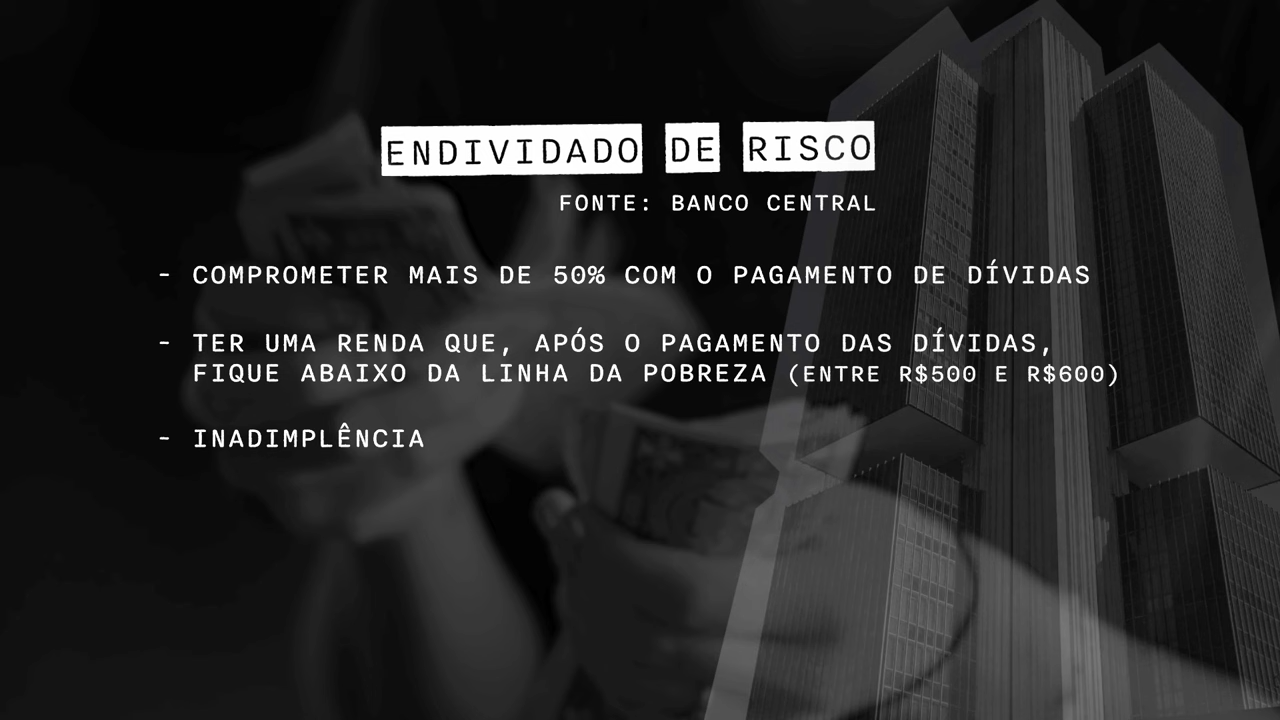 ENDIVIDADO DE RISCO
FONTE: BANCO CENTRAL
- COMPROMETER MAIS DE 50% COM O PAGAMENTO DE DÍVIDAS
- TER UMA RENDA QUE, APÓS O PAGAMENTO DAS DÍVIDAS,
FIQUE ABAIXO DA LINHA DA POBREZA (ENTRE R$500 E R$600)
- INADIMPLÊNCIA